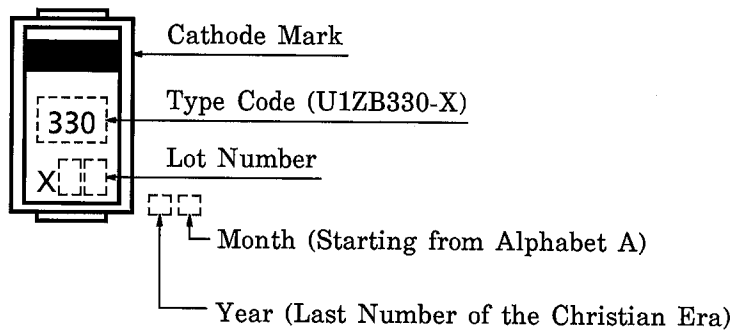 Cathode Mark
Type Code (U1ZB330-X)
330
Lot Number
X
Month (Starting from Alphabet A)
Year (Last Number of the Christian Era)